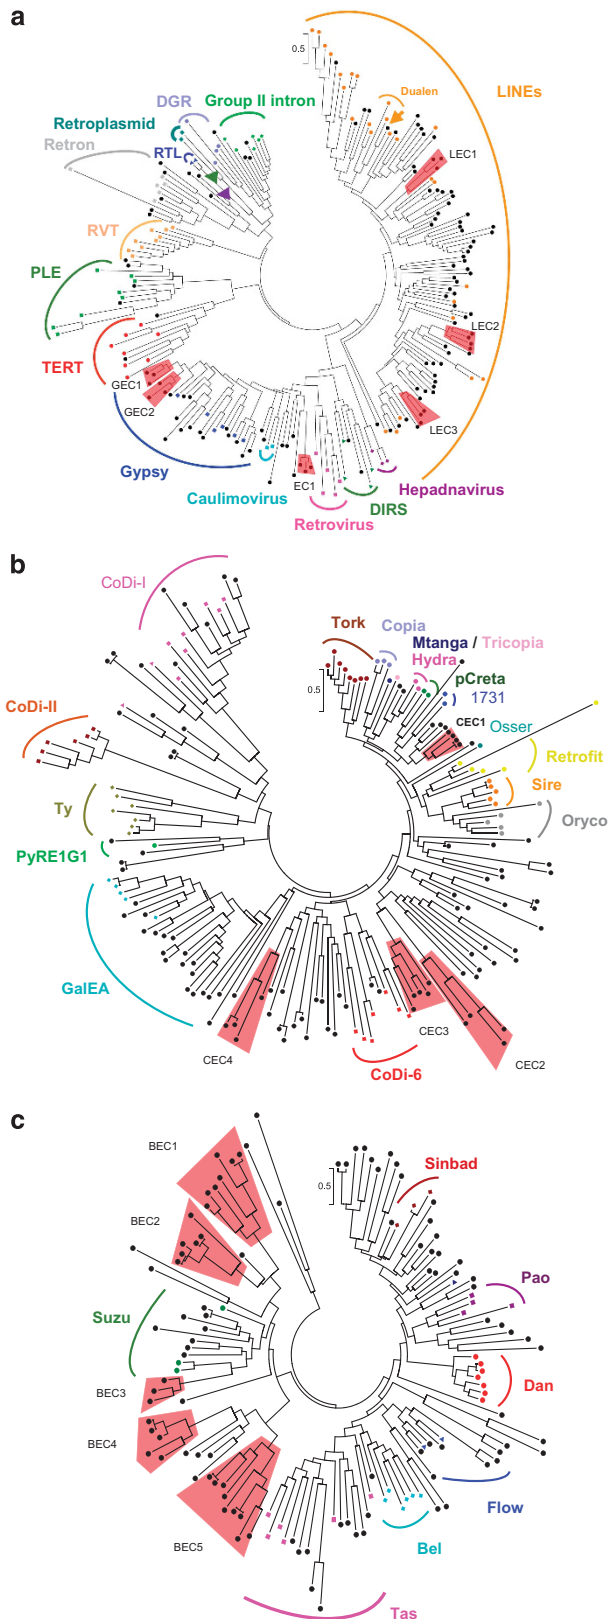 a
0.5
Dualen
LINEs
DGR
Group II intron
Retroplasmid
Retron
RTL
LEC1
RVT
PLE
TERT
LEC2
GEC1
GEC2
LEC3
Gypsy
EC1
Caulimovirus
Hepadnavirus
DIRS
Retrovirus
b
CoDi-I
Tork
Copia
Mtanga / Tricopia
Hydra
pCreta
0.5
1731
CoDi-II
CEC1
Osser
Retrofit
Sire
Ty
Oryco
PyRE1G1
GalEA
CEC4
CEC3
CEC2
CoDi-6
c
BEC1
Sinbad
0.5
BEC2
Pao
Suzu
Dan
BEC3
BEC4
Flow
BEC5
Bel
Tas